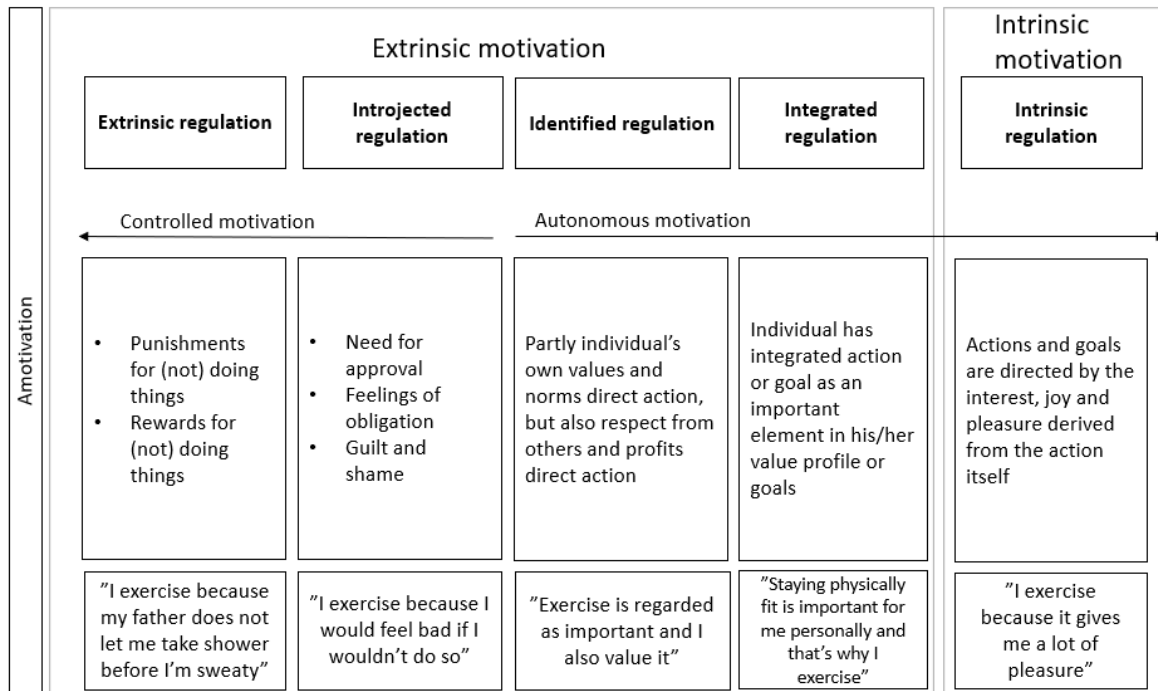 Extrinsic motivation
Intrinsic
motivation
Extrinsic regulation
Introjected
regulation
Identified regulation
Integrated
regulation
Intrinsic
regulation
Controlled motivation
Autonomous motivation
Amotivation
• Punishments
for (not) doing
things
• Rewards for
(not) doing
things
• Need for
approval
• Feelings of
obligation
• Guilt and
shame
Partly individual’s
own values and
norms direct action,
but also respect from
others and profits
direct action
Individual has
integrated action
or goal as an
important
element in his/her
value profile or
goals
Actions and goals
are directed by the
interest, joy and
pleasure derived
from the action
itself
”I exercise because
my father does not
let me take shower
before I’m sweaty”
”I exercise because I
would feel bad if I
wouldn’t do so”
”Exercise is regarded
as important and I
also value it”
”Staying physically
fit is important for
me personally and
that’s why I
exercise”
”I exercise
because it gives
me a lot of
pleasure”